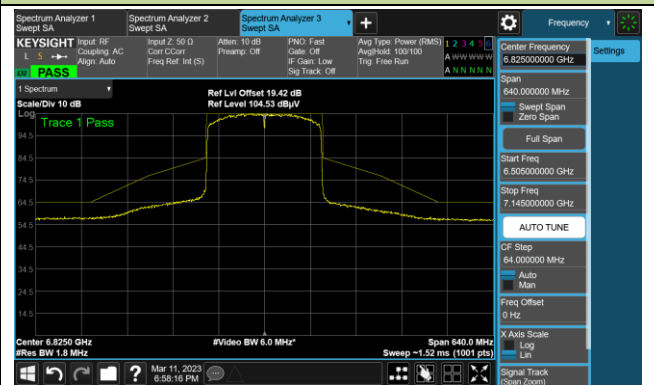 Spectrum Analyzer 1
Swept SA
Spectrum Analyzer 2
Swept SA
Spectrum Analyzer 3
Swept SA
Frequency
KEYSIGHT
L S
PASS
Input: RF
Coupling: AC
Align: Auto
Input Z: 50 Ω
Corr CCorr
Freq Ref: Int (S)
Atten: 10 dB
Preamp: Off
PNO: Fast
Gate: Off
IF Gain: Low
Sig Track: Off
Avg Type: Power (RMS)
Avg|Hold: 100/100
Trig: Free Run
1 2 3 4 5 6
A W W W W W
A N N N N N
1 Spectrum
Scale/Div 10 dB
Ref Lvl Offset 19.42 dB
Ref Level 104.53 dBµV
Log
Trace 1 Pass
94.5
84.5
74.5
64.5
54.5
44.5
34.5
24.5
14.5
Center 6.8250 GHz
#Res BW 1.8 MHz
#Video BW 6.0 MHz*
Span 640.0 MHz
Sweep ~1.52 ms (1001 pts)
Center Frequency
6.825000000 GHz
Settings
Span
640.000000 MHz
Swept Span
Zero Span
Full Span
Start Freq
6.505000000 GHz
Stop Freq
7.145000000 GHz
AUTO TUNE
CF Step
64.000000 MHz
Auto
Man
Freq Offset
0 Hz
X Axis Scale
Log
Lin
Signal Track
(Span Zoom)
?
Mar 11, 2023
6:58:16 PM